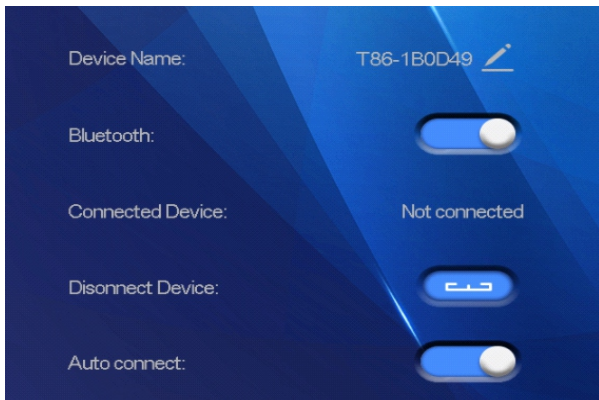 Device Name: T86-1B0D49
Bluetooth:
Connected Device: Not connected
Disonnect Device:
Auto connect: